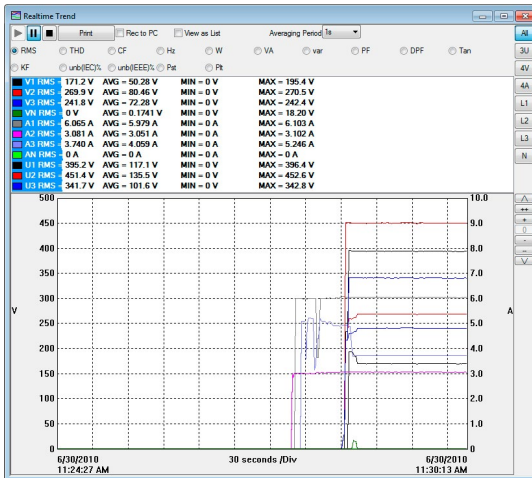 Realtime Trend
Print Rec to PC View as List Averaging Period 1s All
RMS THD CF Hz W VA var PF DPF Tan 3U
KF unb(IEC)% unb(IEEE)% Pst Plt 4V
V1 RMS = 171.2 V AVG = 50.28 V MIN = 0 V MAX = 195.4 V
V2 RMS = 269.9 V AVG = 80.46 V MIN = 0 V MAX = 270.5 V 4A
V3 RMS = 241.8 V AVG = 72.28 V MIN = 0 V MAX = 242.4 V
VN RMS = 0 V AVG = 0.1741 V MIN = 0 V MAX = 18.20 V L1
A1 RMS = 6.065 A AVG = 5.979 A MIN = 0 A MAX = 6.103 A
A2 RMS = 3.081 A AVG = 3.051 A MIN = 0 A MAX = 3.102 A L2
A3 RMS = 3.740 A AVG = 4.059 A MIN = 0 A MAX = 5.246 A
AN RMS = 0 A AVG = 0 A MIN = 0 A MAX = 0 A L3
U1 RMS = 395.2 V AVG = 117.1 V MIN = 0 V MAX = 396.4 V
U2 RMS = 451.4 V AVG = 135.5 V MIN = 0 V MAX = 452.6 V N
U3 RMS = 341.7 V AVG = 101.6 V MIN = 0 V MAX = 342.8 V
500 10.0
450 9.0 ++
+
400 8.0 0
-
350 7.0 --
300 6.0
V A
250 5.0
200 4.0
150 3.0
100 2.0
50 1.0
0 0
6/30/2010 30 seconds /Div 6/30/2010
11:24:27 AM 11:30:13 AM